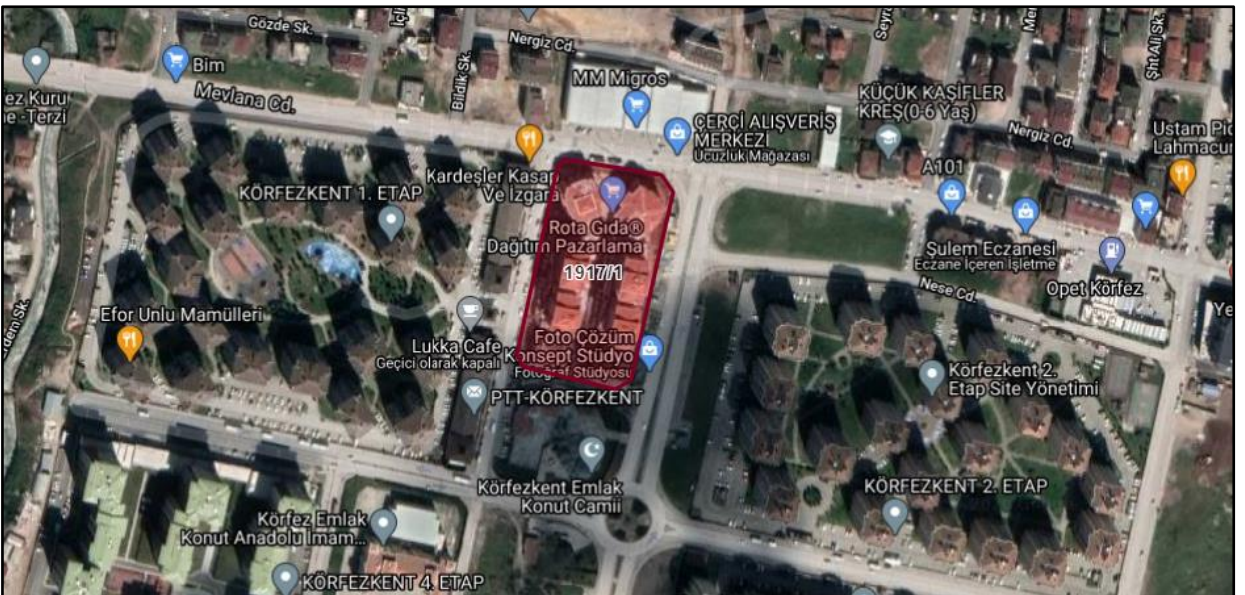 Gözde Sk.
Nergiz Cd.
Bildik Sk.
Bim
Mevlana Cd.
ez Kuru
e -Terzi
MM Migros
ÇERÇİ ALIŞVERİŞ
MERKEZİ
Ucuzluk Mağazası
KÜÇÜK KAŞİFLER
KREŞ(0-6 Yaş)
Nergiz Cd.
Şht Ali Sk.
Ustam Pid
Lahmacun
A101
Kardeşler Kasap
Ve Izgara
KÖRFEZKENT 1. ETAP
Rota Gıda®
Dağıtım Pazarlama
1917/1
Şulem Eczanesi
Eczane İçeren İşletme
Opet Körfez
Neşe Cd.
Efor Unlu Mamülleri
Lukka Cafe
Geçici olarak kapalı
Foto Çözüm
Konsept Stüdyo
Fotoğraf Stüdyosu
PTT-KÖRFEZKENT
Körfezkent 2.
Etap Site Yönetimi
Körfezkent Emlak
Konut Camii
KÖRFEZKENT 2. ETAP
Körfez Emlak
Konut Anadolu İmam...
KÖRFEZKENT 4. ETAP